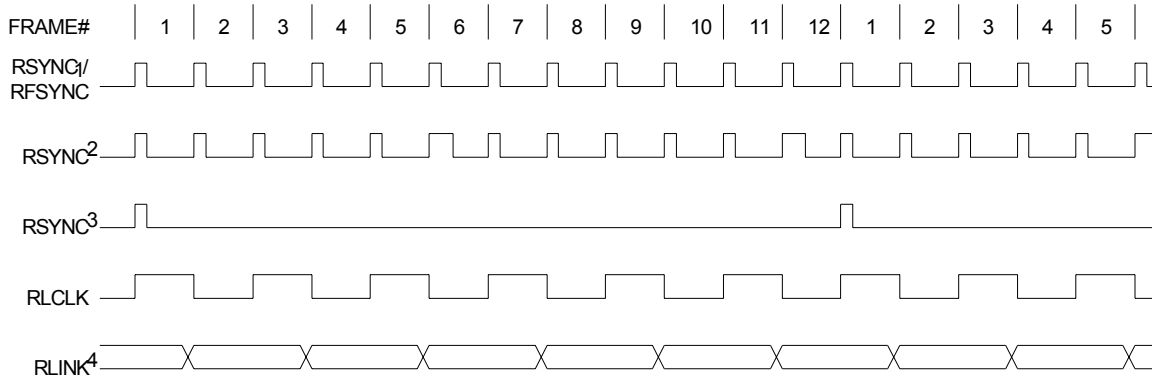 FRAME# 1 2 3 4 5 6 7 8 9 10 11 12 1 2 3 4 5
RSYNC1/
RFSYNC
RSYNC2
RSYNC3
RLCLK
RLINK4